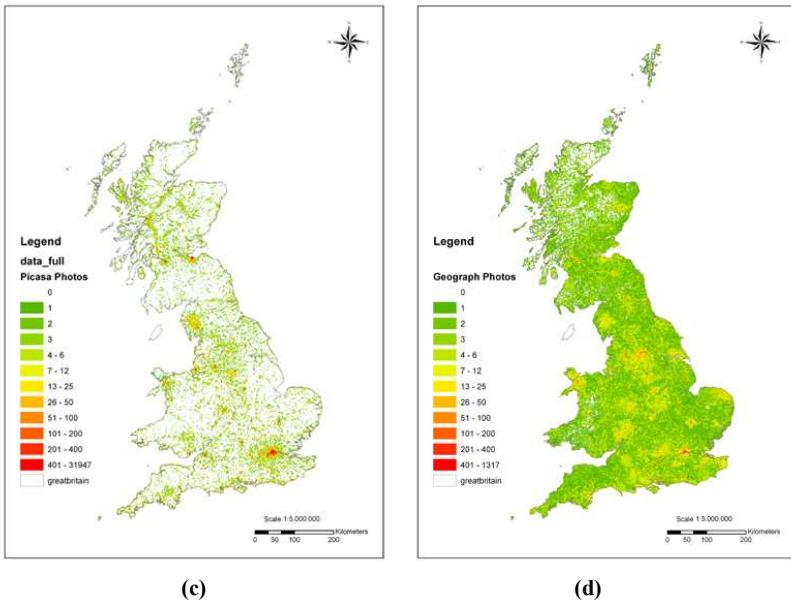 Legend
data_full
Picasa Photos
0
1
2
3
4 - 6
7 - 12
13 - 25
26 - 50
51 - 100
101 - 200
201 - 400
401 - 31947
greatbritain
Scale 1:5.000.000
Kilometers
0 50 100 200
(c)
Legend
Geograph Photos
0
1
2
3
4 - 6
7 - 12
13 - 25
26 - 50
51 - 100
101 - 200
201 - 400
401 - 1317
greatbritain
Scale 1:5.000.000
Kilometers
0 50 100 200
(d)